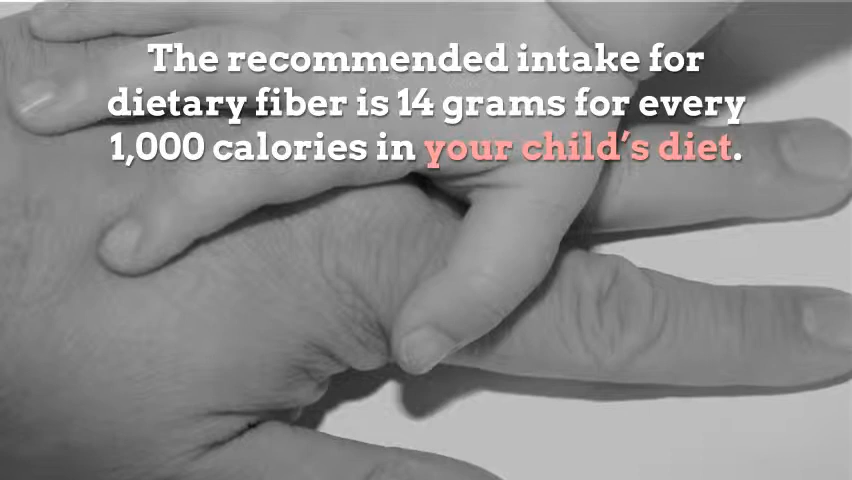 The recommended intake for
dietary fiber is 14 grams for every
1,000 calories in your child's diet.